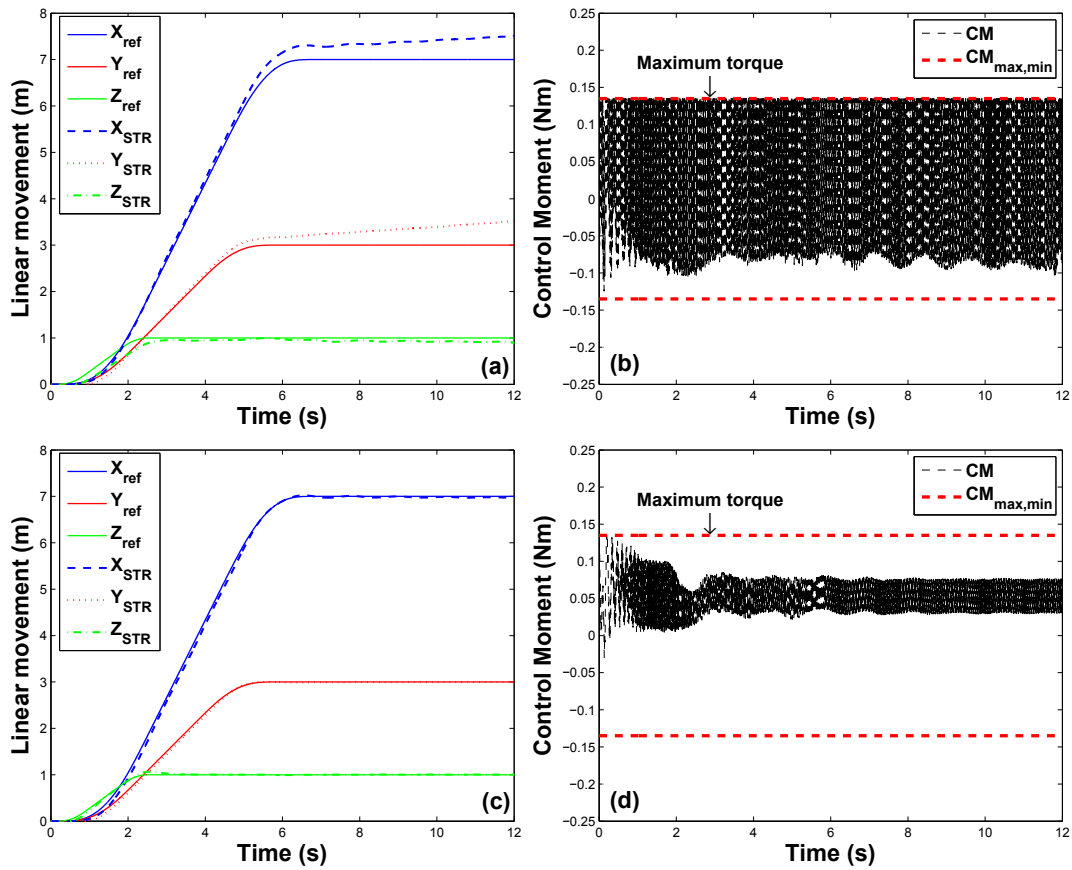 8
7
6
5
4
3
2
1
0
Linear movement (m)
X_ref
Y_ref
Z_ref
X_STR
Y_STR
Z_STR
(a)
0 2 4 6 8 10 12
Time (s)
0.25
0.2
0.15
0.1
0.05
0
−0.05
−0.1
−0.15
−0.2
−0.25
Control Moment (Nm)
CM
CM_max,min
Maximum torque
(b)
0 2 4 6 8 10 12
Time (s)
8
7
6
5
4
3
2
1
0
Linear movement (m)
X_ref
Y_ref
Z_ref
X_STR
Y_STR
Z_STR
(c)
0 2 4 6 8 10 12
Time (s)
0.25
0.2
0.15
0.1
0.05
0
0.05
0.1
−0.15
−0.2
−0.25
Control Moment (Nm)
CM
CM_max,min
Maximum torque
(d)
0 2 4 6 8 10 12
Time (s)